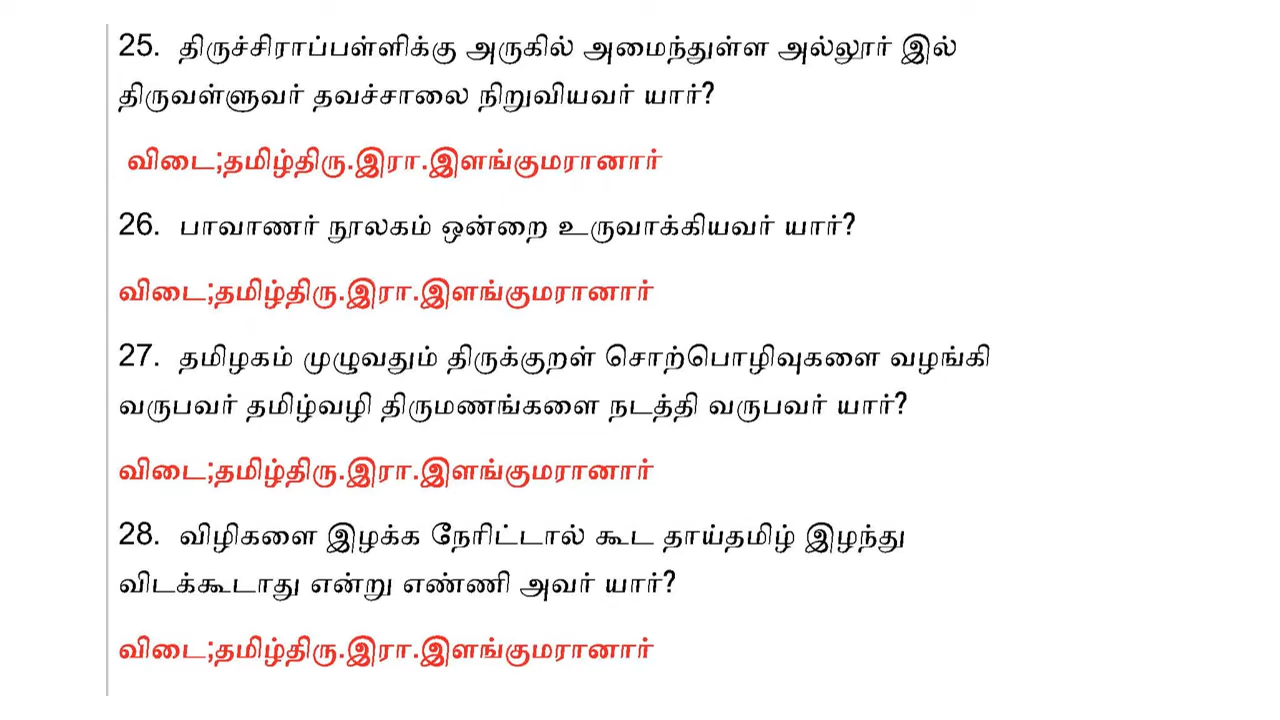 25. திருச்சிராப்பள்ளிக்கு அருகில் அமைந்துள்ள அல்லூர் இல்
திருவள்ளுவர் தவச்சாலை நிறுவியவர் யார்?
விடை;தமிழ்திரு.இரா.இளங்குமரானார்
26. பாவாணர் நூலகம் ஒன்றை உருவாக்கியவர் யார்?
விடை;தமிழ்திரு.இரா.இளங்குமரானார்
27. தமிழகம் முழுவதும் திருக்குறள் சொற்பொழிவுகளை வழங்கி
வருபவர் தமிழ்வழி திருமணங்களை நடத்தி வருபவர் யார்?
விடை;தமிழ்திரு.இரா.இளங்குமரானார்
28. விழிகளை இழக்க நேரிட்டால் கூட தாய்தமிழ் இழந்து
விடக்கூடாது என்று எண்ணி அவர் யார்?
விடை;தமிழ்திரு.இரா.இளங்குமரானார்